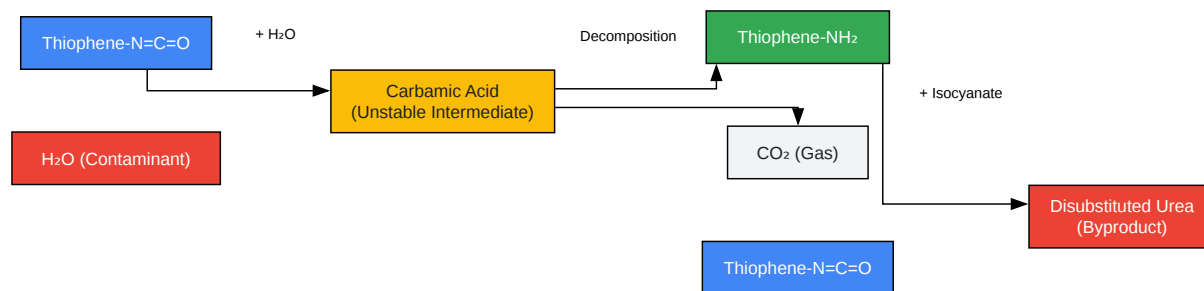 Thiophene-N=C=O
+ H₂O
Decomposition
Thiophene-NH₂
Carbamic Acid
(Unstable Intermediate)
+ Isocyanate
H₂O (Contaminant)
CO₂ (Gas)
Disubstituted Urea
(Byproduct)
Thiophene-N=C=O